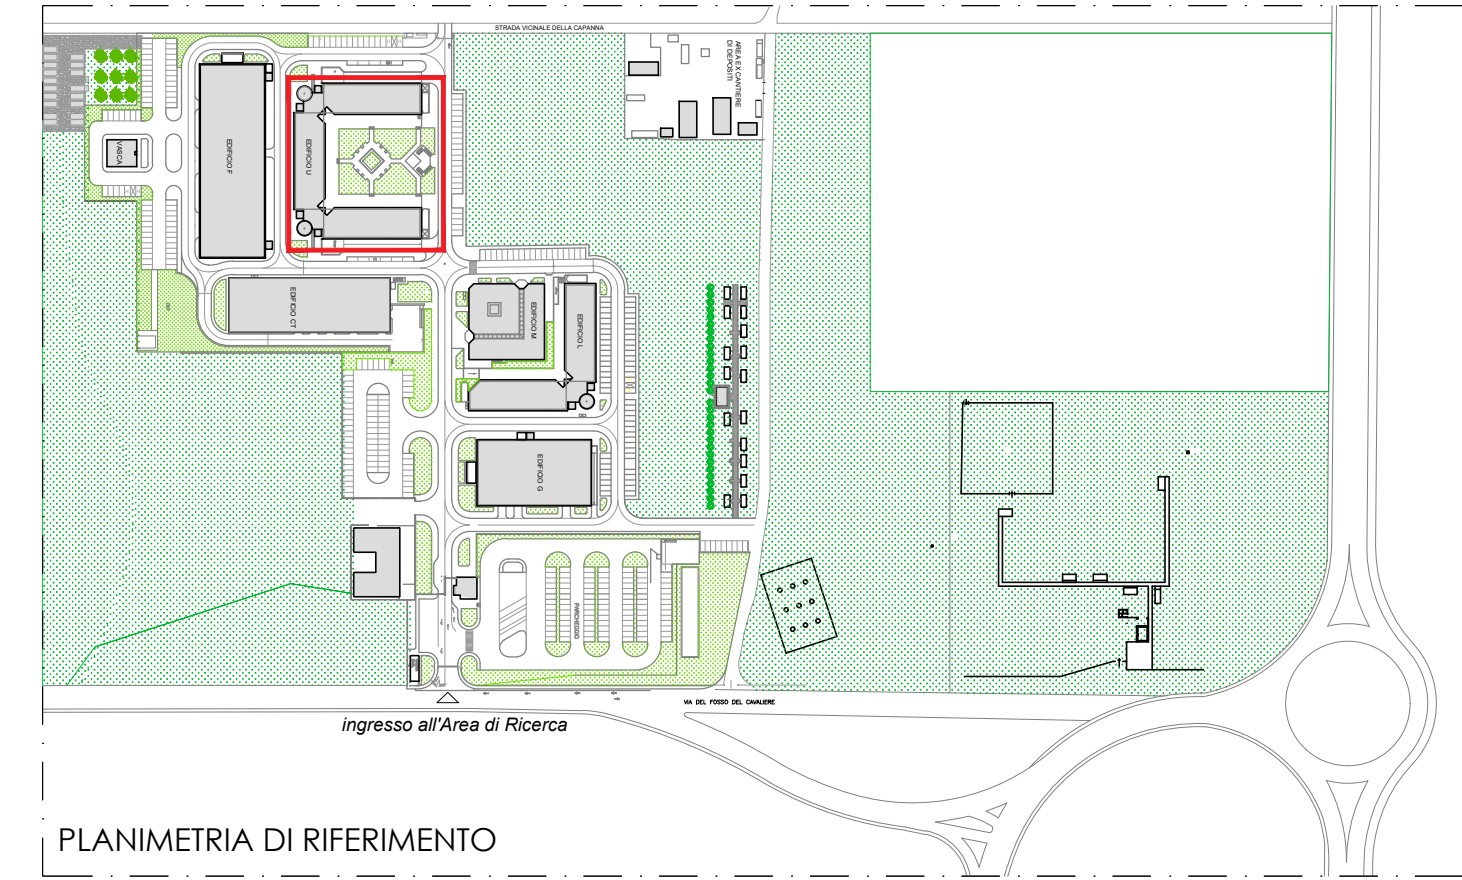 STRADA VICINALE DELLA CAPANNA
AREA EX CANTIERE
DI DEPOSITI
VASCA
EDIFICIO F
EDIFICIO U
EDIFICIO CT
EDIFICIO M
EDIFICIO L
EDIFICIO G
PARCHEGGIO
VIA DEL FOSSO DEL CAVALIERE
ingresso all'Area di Ricerca
PLANIMETRIA DI RIFERIMENTO